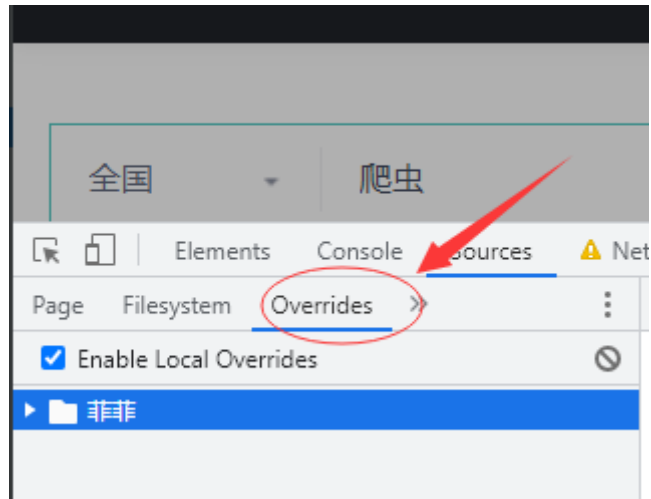 全国 爬虫
Elements Console Sources Net
Page Filesystem Overrides »
Enable Local Overrides
菲菲